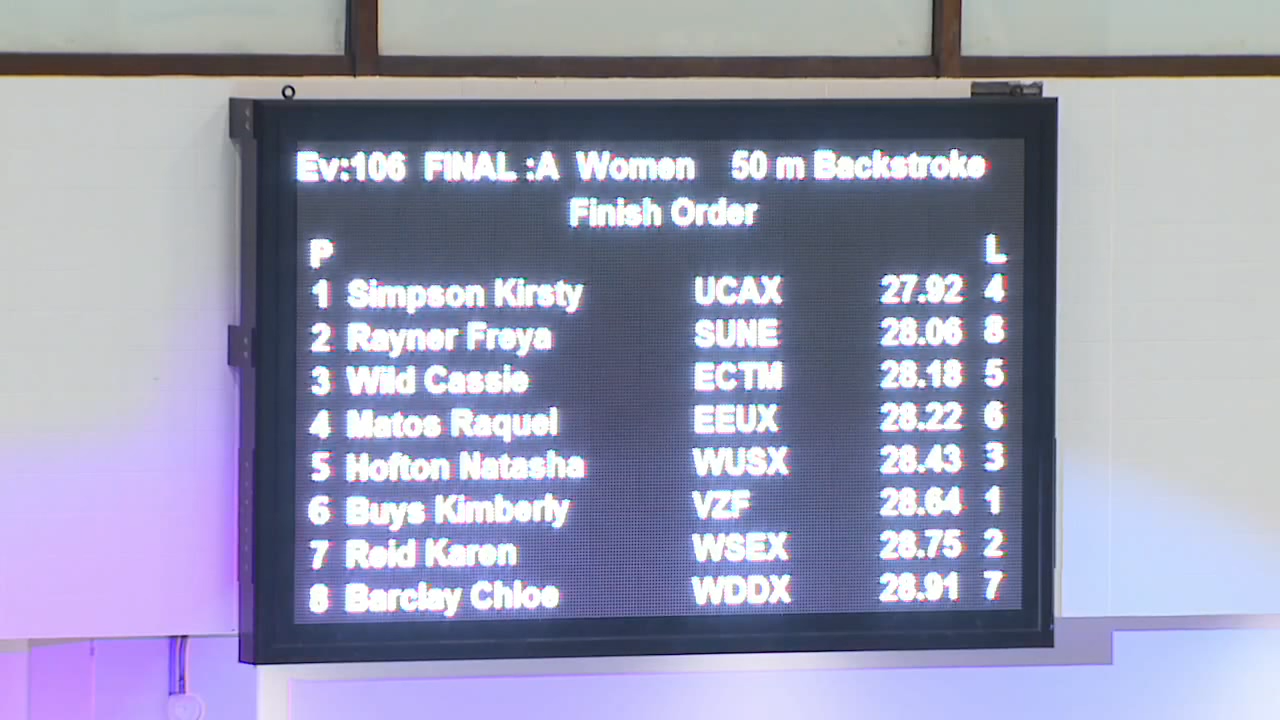 Ev:106 FINAL :A Women 50 m Backstroke
Finish Order
P L
1 Simpson Kirsty UCAX 27.92 4
2 Rayner Freya SUNE 28.06 8
3 Wild Cassie ECTM 28.18 5
4 Matos Raquel EEUX 28.22 6
5 Hofton Natasha WUSX 28.43 3
6 Buys Kimberly VZF 28.64 1
7 Reid Karen WSEX 28.75 2
8 Barclay Chloe WDDX 28.91 7